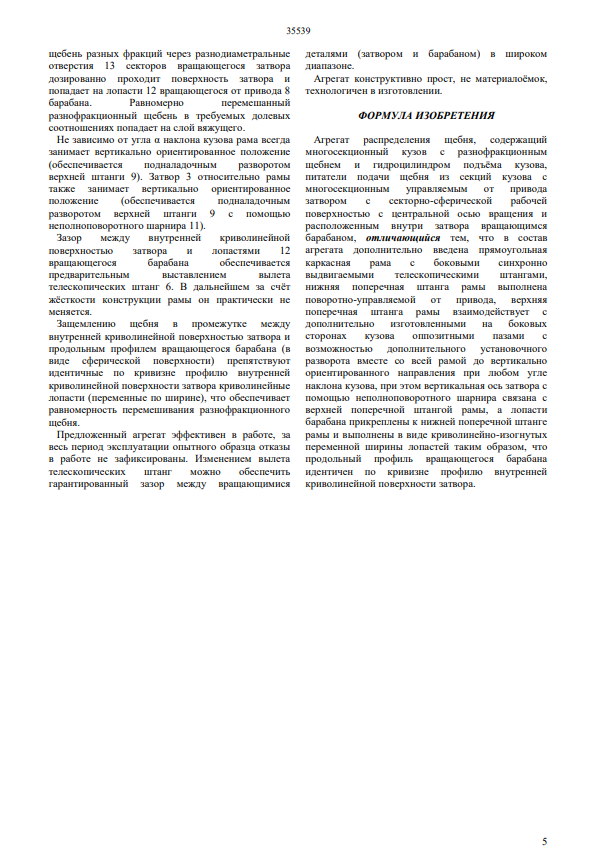 35539
щебень разных фракций через разнодиаметральные
отверстия 13 секторов вращающегося затвора
дозированно проходит поверхность затвора и
попадает на лопасти 12 вращающегося от привода 8
барабана. Равномерно перемешанный
разнофракционный щебень в требуемых долевых
соотношениях попадает на слой вяжущего.
Не зависимо от угла α наклона кузова рама всегда
занимает вертикально ориентированное положение
(обеспечивается подналадочным разворотом
верхней штанги 9). Затвор 3 относительно рамы
также занимает вертикально ориентированное
положение (обеспечивается подналадочным
разворотом верхней штанги 9 с помощью
неполноповоротного шарнира 11).
Зазор между внутренней криволинейной
поверхностью затвора и лопастями 12
вращающегося барабана обеспечивается
предварительным выставлением вылета
телескопических штанг 6. В дальнейшем за счёт
жёсткости конструкции рамы он практически не
меняется.
Защемлению щебня в промежутке между
внутренней криволинейной поверхностью затвора и
продольным профилем вращающегося барабана (в
виде сферической поверхности) препятствуют
идентичные по кривизне профилю внутренней
криволинейной поверхности затвора криволинейные
лопасти (переменные по ширине), что обеспечивает
равномерность перемешивания разнофракционного
щебня.
Предложенный агрегат эффективен в работе, за
весь период эксплуатации опытного образца отказы
в работе не зафиксированы. Изменением вылета
телескопических штанг можно обеспечить
гарантированный зазор между вращающимися
деталями (затвором и барабаном) в широком
диапазоне.
Агрегат конструктивно прост, не материалоёмок,
технологичен в изготовлении.
ФОРМУЛА ИЗОБРЕТЕНИЯ
Агрегат распределения щебня, содержащий
многосекционный кузов с разнофракционным
щебнем и гидроцилиндром подъёма кузова,
питатели подачи щебня из секций кузова с
многосекционным управляемым от привода
затвором с секторно-сферической рабочей
поверхностью с центральной осью вращения и
расположенным внутри затвора вращающимся
барабаном, отличающийся тем, что в состав
агрегата дополнительно введена прямоугольная
каркасная рама с боковыми синхронно
выдвигаемыми телескопическими штангами,
нижняя поперечная штанга рамы выполнена
поворотно-управляемой от привода, верхняя
поперечная штанга рамы взаимодействует с
дополнительно изготовленными на боковых
сторонах кузова оппозитными пазами с
возможностью дополнительного установочного
разворота вместе со всей рамой до вертикально
ориентированного направления при любом угле
наклона кузова, при этом вертикальная ось затвора с
помощью неполноповоротного шарнира связана с
верхней поперечной штангой рамы, а лопасти
барабана прикреплены к нижней поперечной штанге
рамы и выполнены в виде криволинейно-изогнутых
переменной ширины лопастей таким образом, что
продольный профиль вращающегося барабана
идентичен по кривизне профилю внутренней
криволинейной поверхности затвора.
5